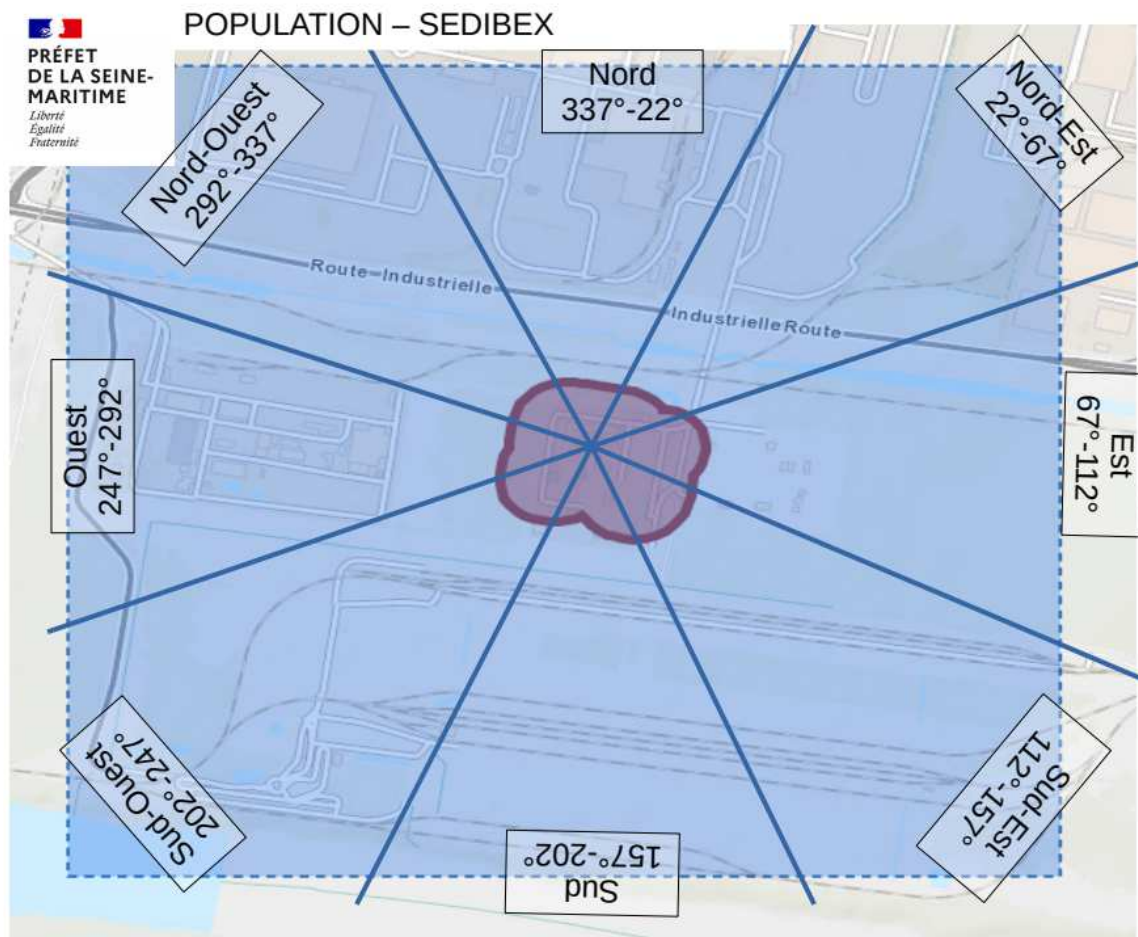 POPULATION – SEDIBEX
PRÉFET
DE LA SEINE-
MARITIME
Liberté
Égalité
Fraternité
Nord-Ouest
292°-337°
Nord
337°-22°
Nord-Est
22°-67°
Route Industrielle
Industrielle Route
Ouest
247°-292°
Est
67°-112°
Sud-Ouest
202°-247°
Sud
157°-202°
Sud-Est
112°-157°